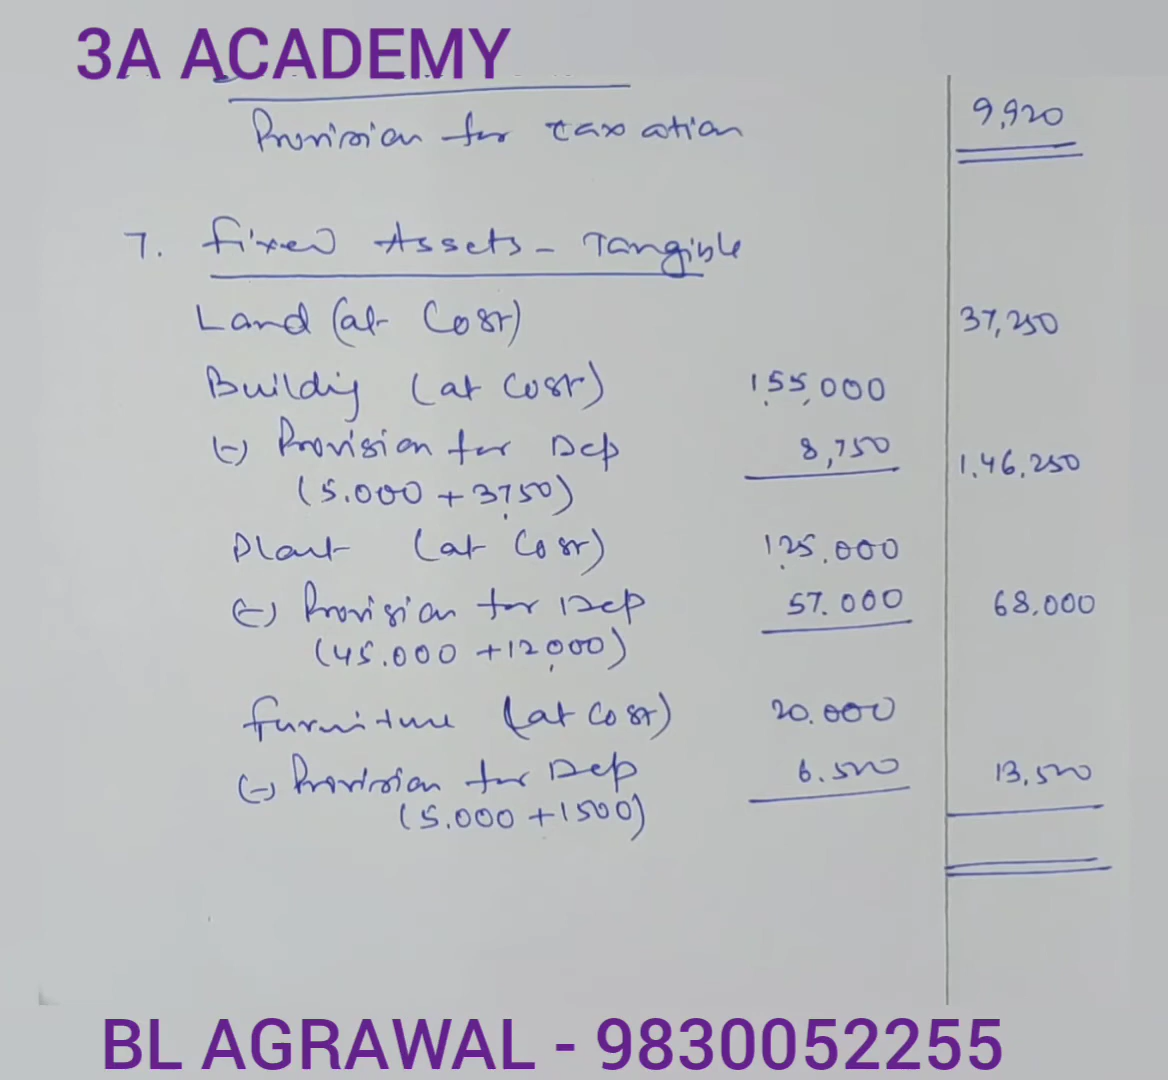 3A ACADEMY
Provision for taxation 9,920
7. Fixed Assets - Tangible
Land (at Cost) 37,250
Building (at Cost) 155,000
(-) Provision for Dep 8,750 1,46,250
(5.000 + 3750)
Plant (at Cost) 125.000
(-) Provision for Dep 57.000 68,000
(45.000 + 12,000)
Furniture (at Cost) 20.000
(-) Provision for Dep 6.500 13,500
(5.000 + 1500)
BL AGRAWAL - 9830052255